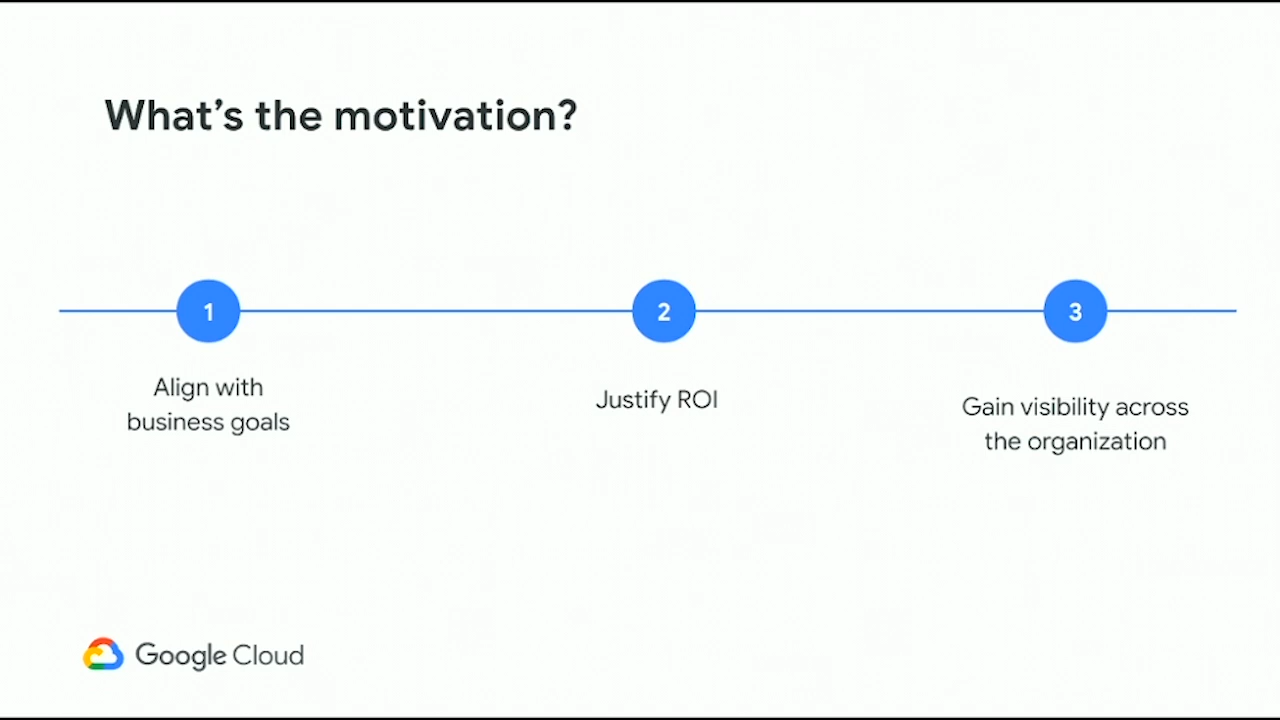 What's the motivation?
1
2
3
Align with
business goals
Justify ROI
Gain visibility across
the organization
Google Cloud